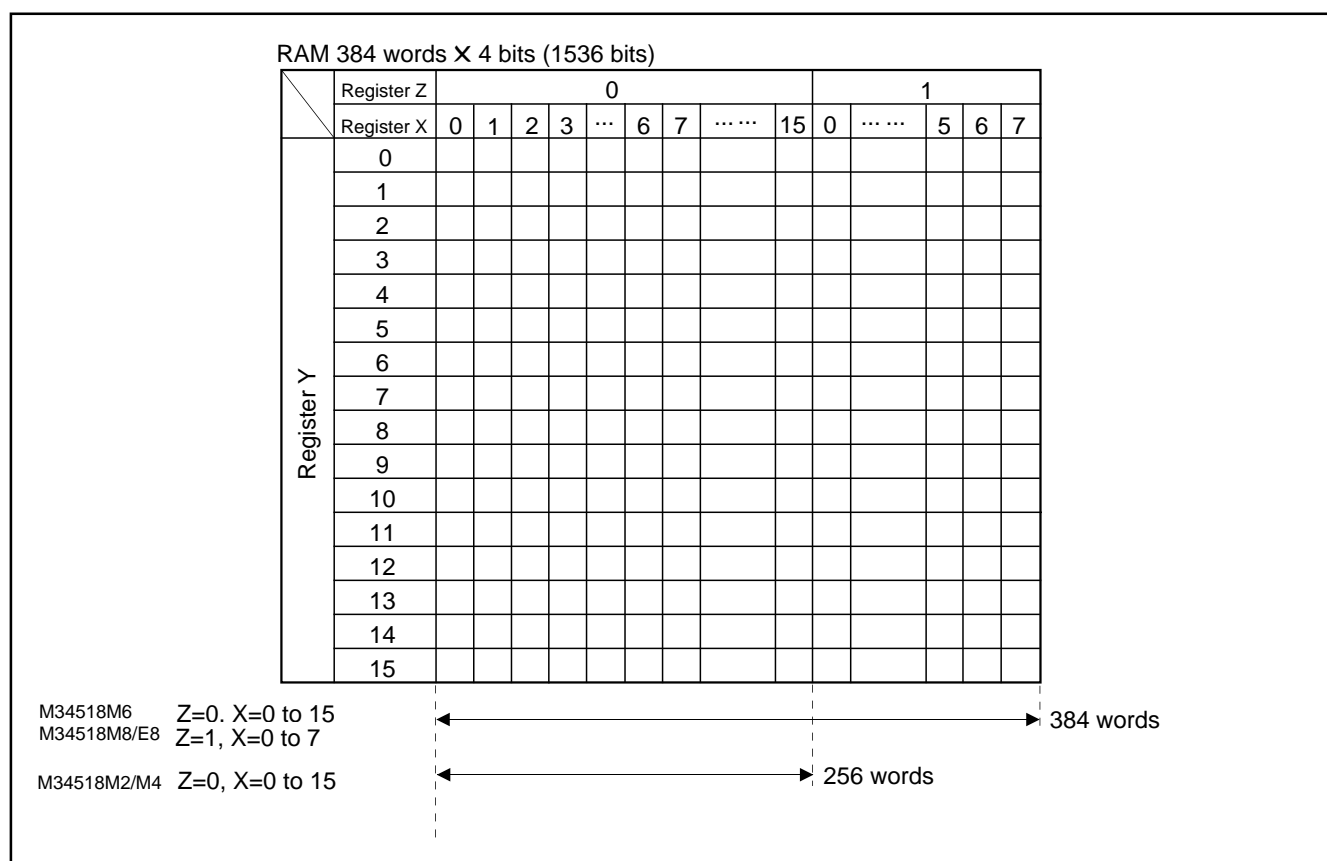 RAM 384 words X 4 bits (1536 bits)
Register Z 0 1
Register X 0 1 2 3 ... 6 7 ... ... 15 0 ... ... 5 6 7
Register Y
0
1
2
3
4
5
6
7
8
9
10
11
12
13
14
15
M34518M6 Z=0. X=0 to 15
M34518M8/E8 Z=1, X=0 to 7
384 words
M34518M2/M4 Z=0, X=0 to 15
256 words